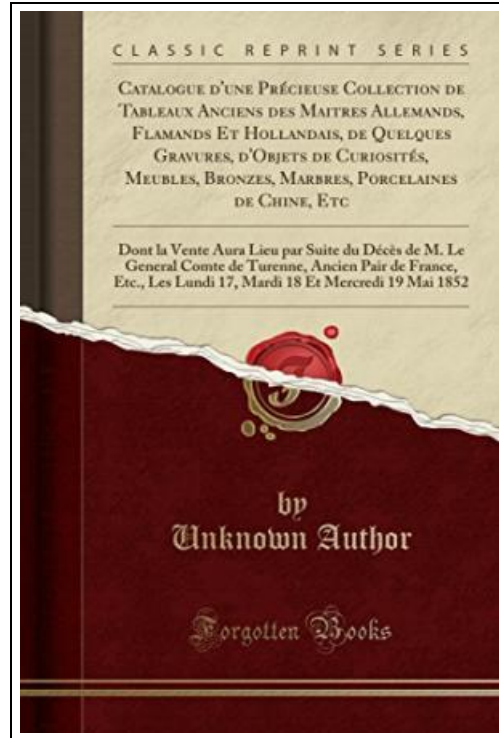 CLASSIC REPRINT SERIES
CATALOGUE D'UNE PRÉCIEUSE COLLECTION DE
TABLEAUX ANCIENS DES MAITRES ALLEMANDS,
FLAMANDS ET HOLLANDAIS, DE QUELQUES
GRAVURES, D'OBJETS DE CURIOSITÉS,
MEUBLES, BRONZES, MARBRES, PORCELAINES
DE CHINE, ETC
Dont la Vente Aura Lieu par Suite du Décès de M. Le
General Comte de Turenne, Ancien Pair de France,
Etc., Les Lundi 17, Mardi 18 Et Mercredi 19 Mai 1852
by
Unknown Author
Forgotten Books